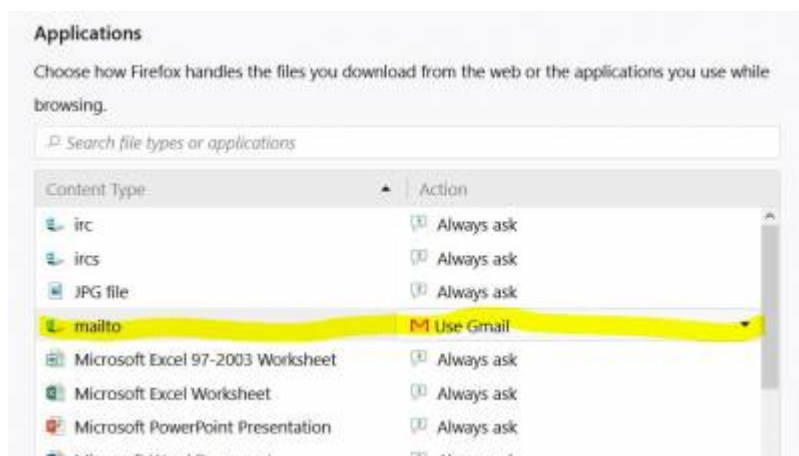 Applications
Choose how Firefox handles the files you download from the web or the applications you use while
browsing.
Search file types or applications
Content Type Action
irc Always ask
ircs Always ask
JPG file Always ask
mailto Use Gmail
Microsoft Excel 97-2003 Worksheet Always ask
Microsoft Excel Worksheet Always ask
Microsoft PowerPoint Presentation Always ask